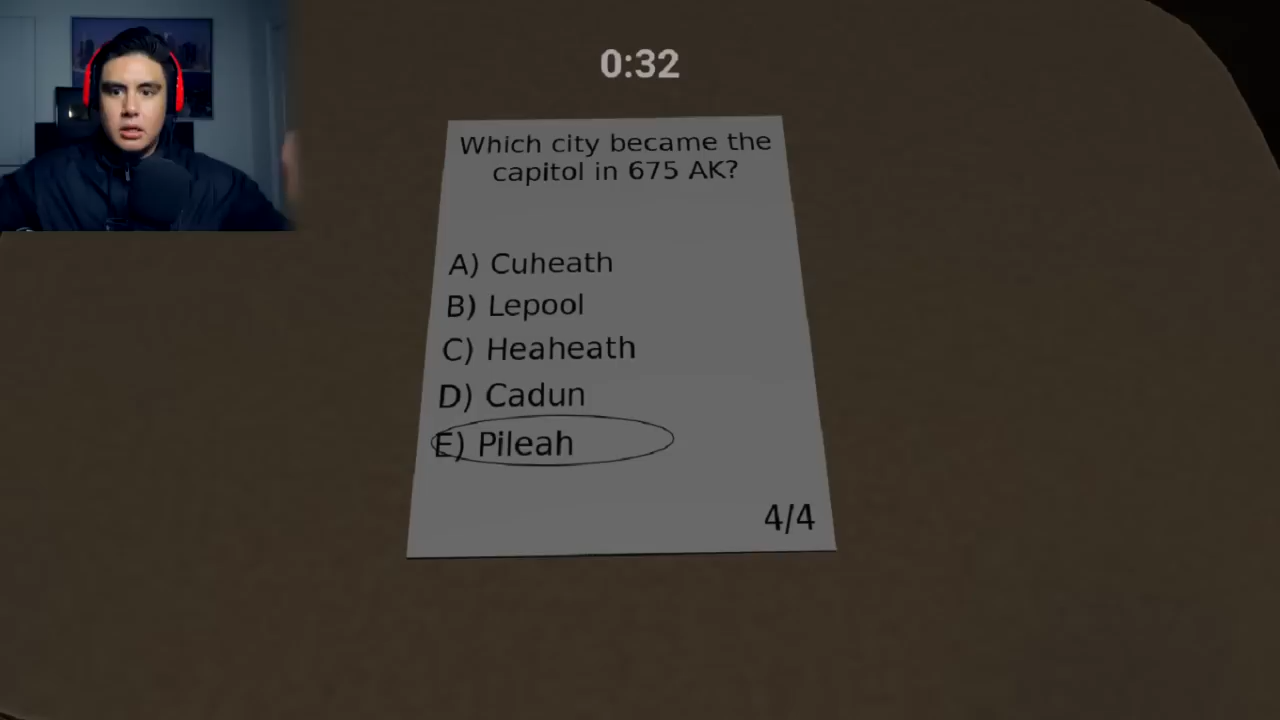 0:32
Which city became the
capitol in 675 AK?
A) Cuheath
B) Lepool
C) Heaheath
D) Cadun
E) Pileah
4/4